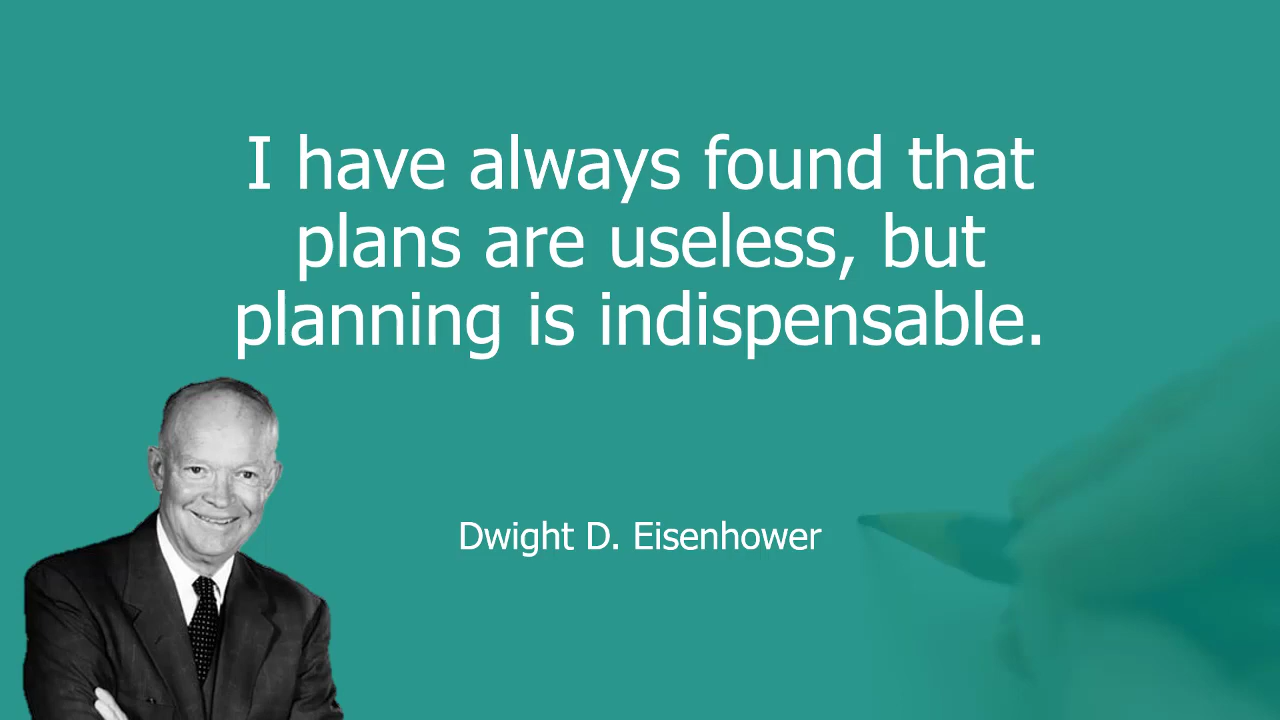 I have always found that
plans are useless, but
planning is indispensable.
Dwight D. Eisenhower